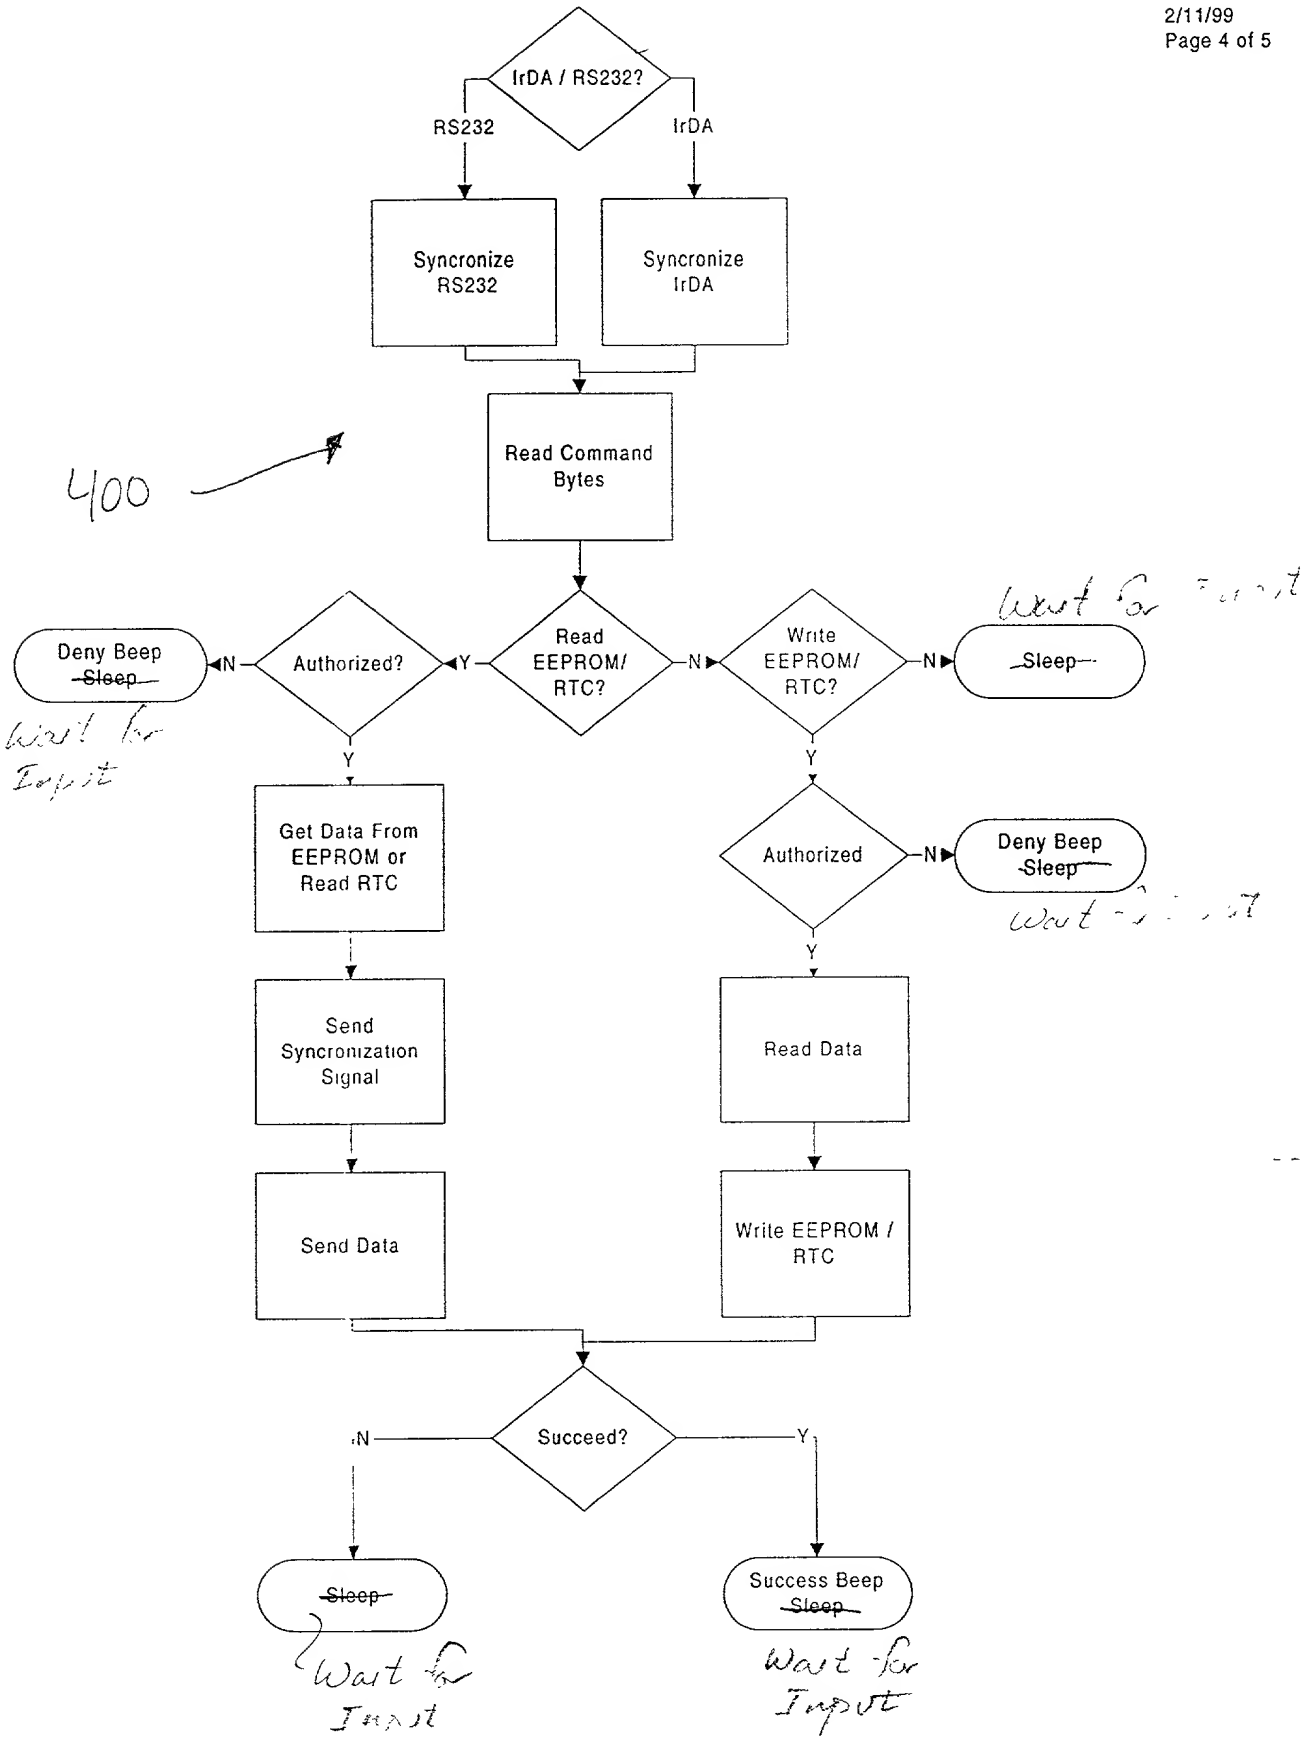 2/11/99
Page 4 of 5
IrDA / RS232?
RS232
IrDA
Syncronize
RS232
Syncronize
IrDA
Read Command
Bytes
400
Wait for
Deny Beep
Sleep
N
Authorized?
Y
Read
EEPROM/
RTC?
N
Write
EEPROM/
RTC?
N
Sleep
Wait for
Input
Y
Y
Get Data From
EEPROM or
Read RTC
Authorized
N
Deny Beep
Sleep
Wait
Y
Send
Syncronization
Signal
Read Data
Send Data
Write EEPROM /
RTC
N
Succeed?
Y
Sleep
Success Beep
Sleep
Wait for
Input
Wait for
Input